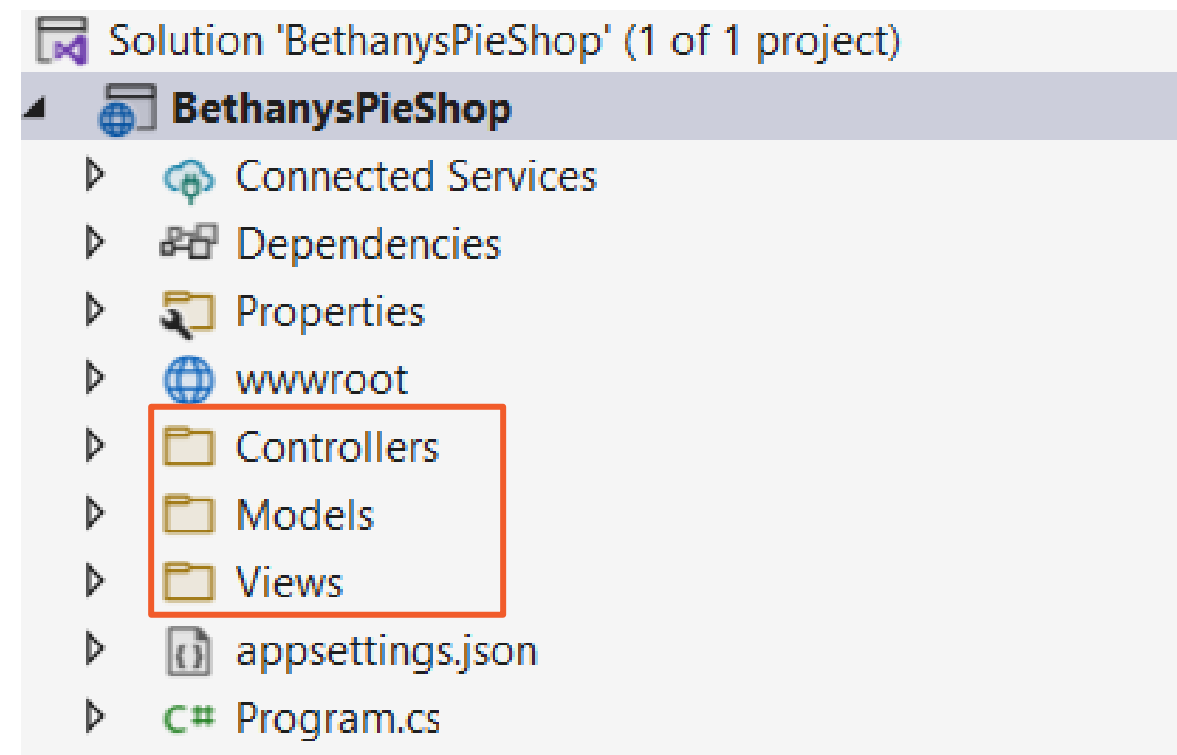 Solution 'BethanysPieShop' (1 of 1 project)
BethanysPieShop
Connected Services
Dependencies
Properties
wwwroot
Controllers
Models
Views
appsettings.json
C# Program.cs